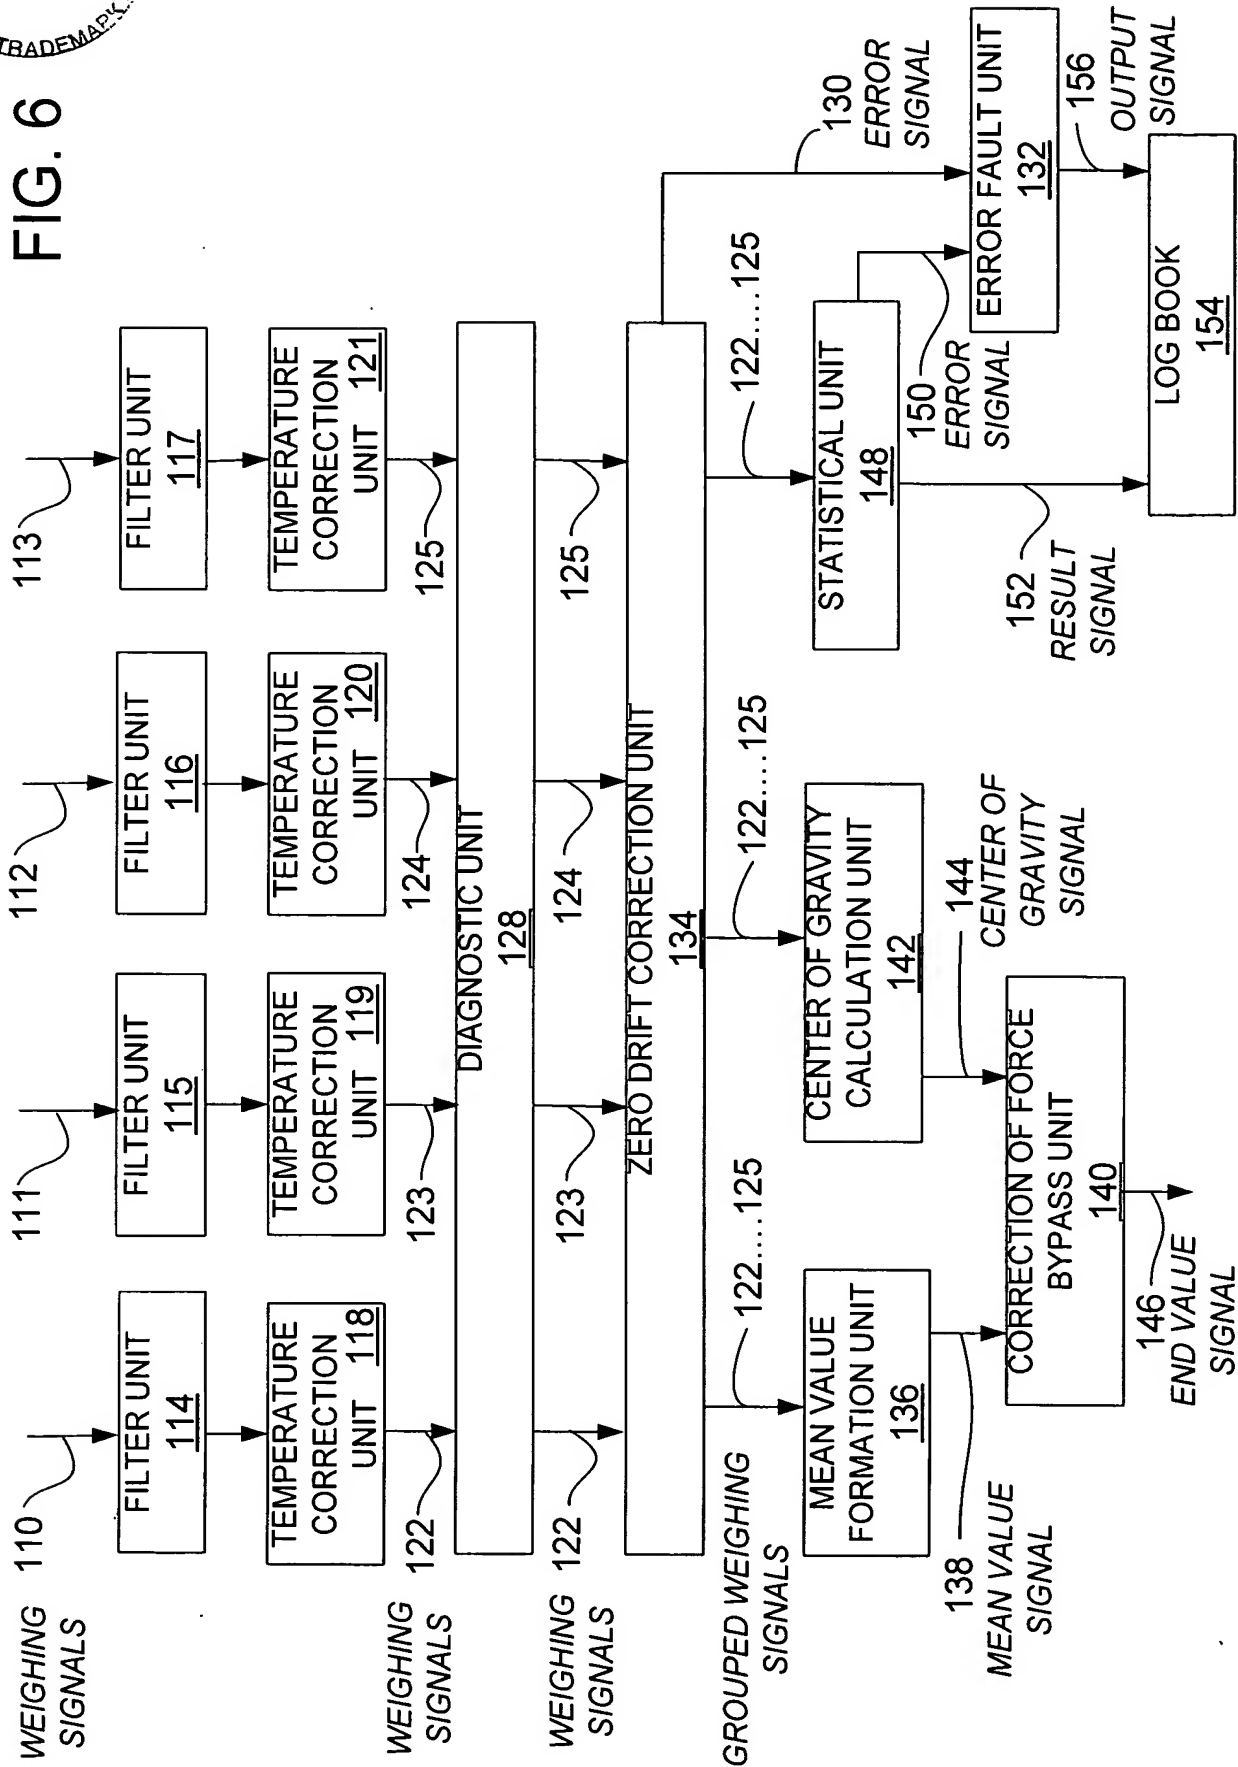 TRADEMARK
FIG. 6
WEIGHING
SIGNALS
110
111
112
113
FILTER UNIT
114
FILTER UNIT
115
FILTER UNIT
116
FILTER UNIT
117
TEMPERATURE
CORRECTION
UNIT 118
TEMPERATURE
CORRECTION
UNIT 119
TEMPERATURE
CORRECTION
UNIT 120
TEMPERATURE
CORRECTION
UNIT 121
WEIGHING
SIGNALS
122
123
124
125
DIAGNOSTIC UNIT
128
WEIGHING
SIGNALS
122
123
124
125
ZERO DRIFT CORRECTION UNIT
134
GROUPED WEIGHING
SIGNALS
122....125
122....125
122....125
130
ERROR
SIGNAL
MEAN VALUE
FORMATION UNIT
136
CENTER OF GRAVITY
CALCULATION UNIT
142
STATISTICAL UNIT
148
150
ERROR
SIGNAL
ERROR FAULT UNIT
132
138
MEAN VALUE
SIGNAL
144
CENTER OF
GRAVITY
SIGNAL
152
RESULT
SIGNAL
156
OUTPUT
SIGNAL
CORRECTION OF FORCE
BYPASS UNIT
140
LOG BOOK
154
146
END VALUE
SIGNAL